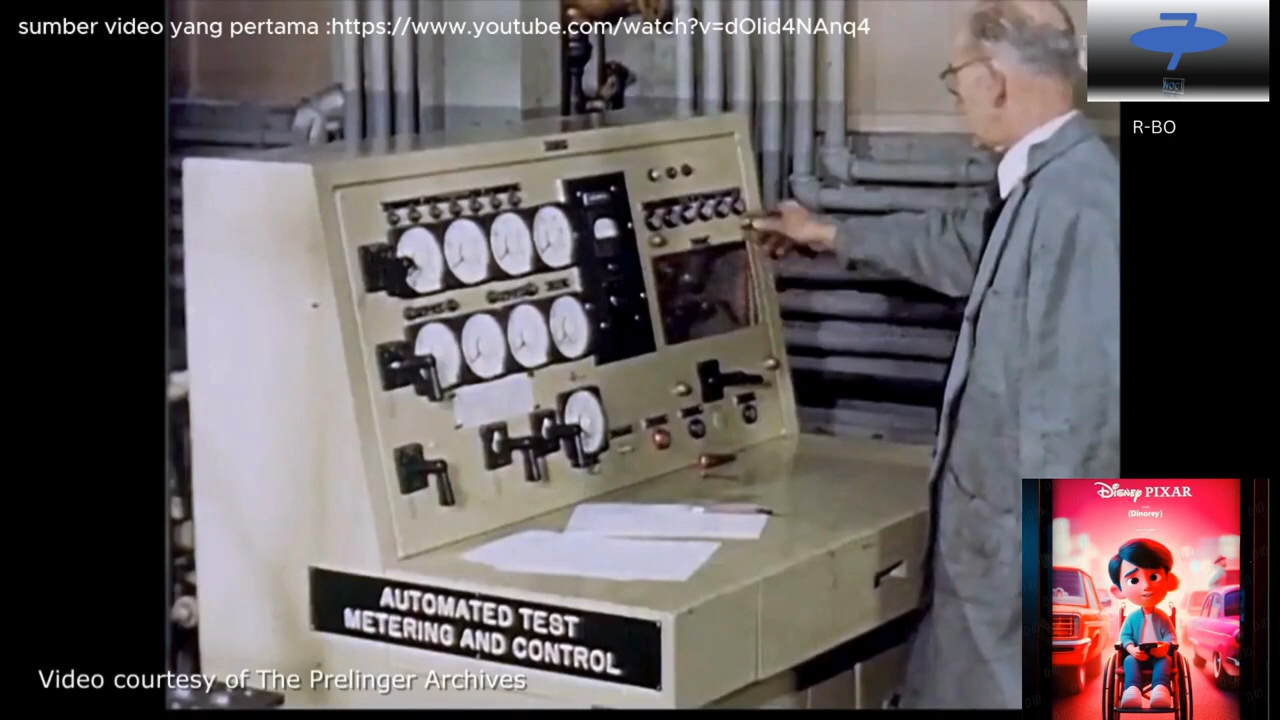 sumber video yang pertama :https://www.youtube.com/watch?v=dOlid4NAnq4
7
R-BO
AUTOMATED TEST
METERING AND CONTROL
Video courtesy of The Prelinger Archives
Disney PIXAR
(Dinorey)